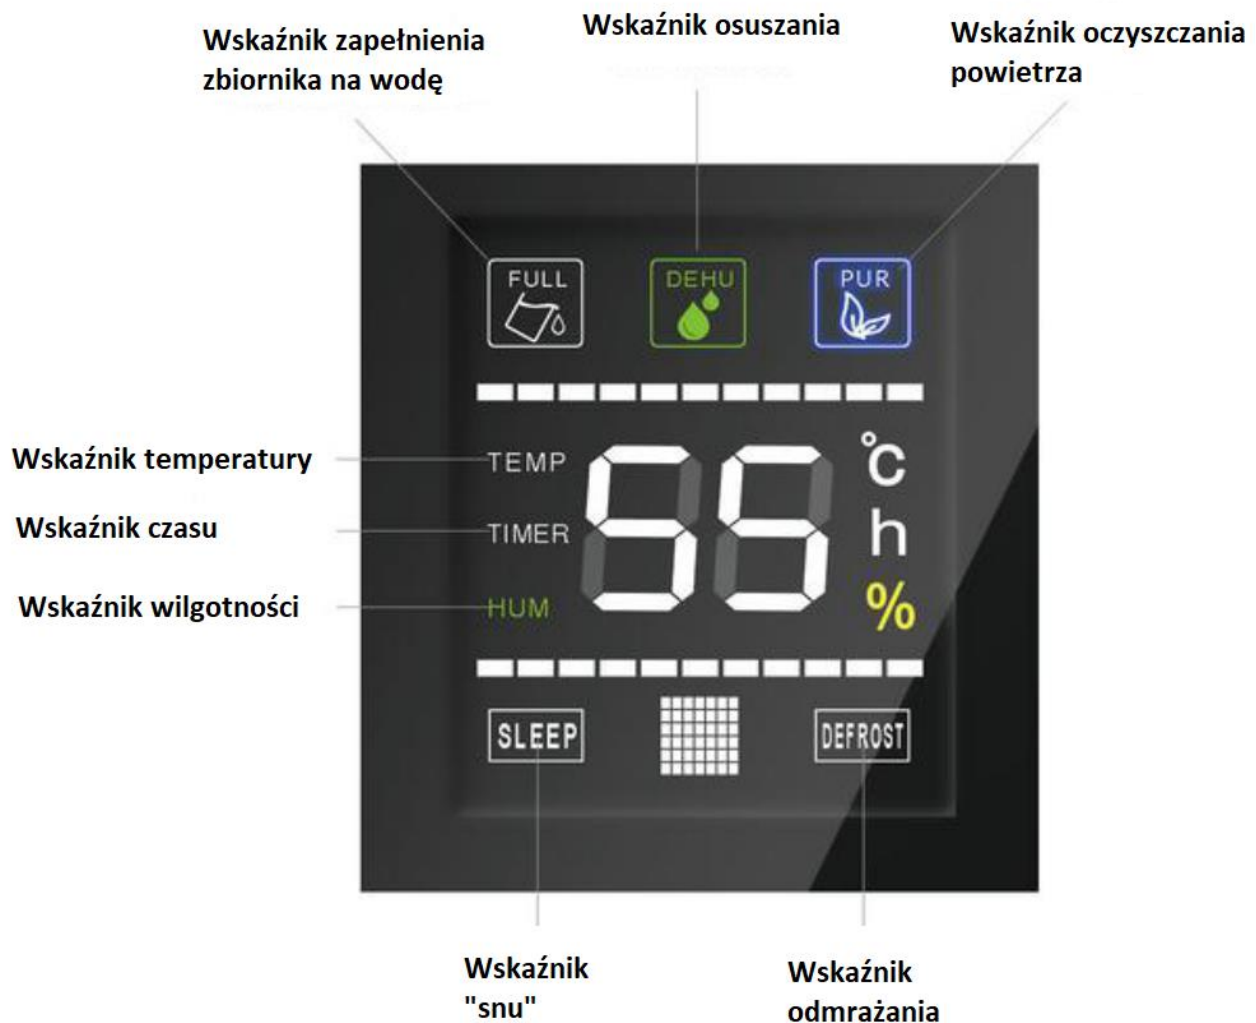 Wskaźnik zapełnienia
zbiornika na wodę
Wskaźnik osuszania
Wskaźnik oczyszczania
powietrza
FULL
DEHU
PUR
Wskaźnik temperatury
TEMP
55
°C
Wskaźnik czasu
TIMER
h
Wskaźnik wilgotności
HUM
%
SLEEP
DEFROST
Wskaźnik
"snu"
Wskaźnik
odmrażania